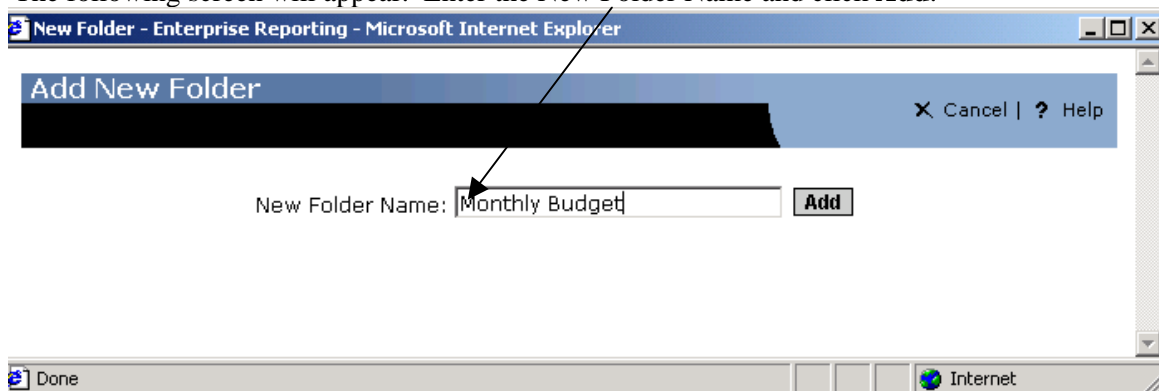 The following screen will appear. Enter the New Folder Name and click Add.
New Folder - Enterprise Reporting - Microsoft Internet Explorer
Add New Folder
X Cancel | ? Help
New Folder Name: Monthly Budget Add
Done Internet